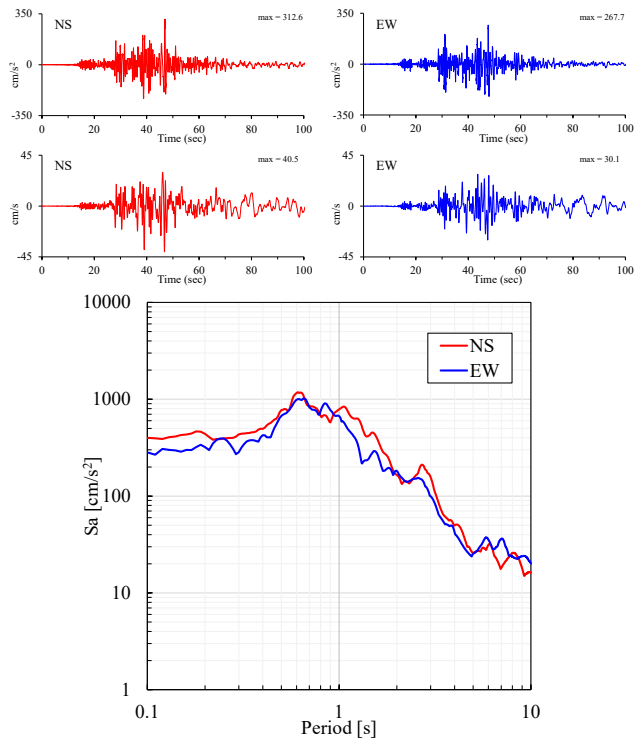 350
NS
max = 312.6
cm/s²
0
-350
0
20
40
60
80
100
Time (sec)
350
EW
max = 267.7
cm/s²
0
-350
0
20
40
60
80
100
Time (sec)
45
NS
max = 40.5
cm/s
0
-45
0
20
40
60
80
100
Time (sec)
45
EW
max = 30.1
cm/s
0
-45
0
20
40
60
80
100
Time (sec)
10000
1000
100
10
1
Sa [cm/s²]
NS
EW
0.1
1
10
Period [s]